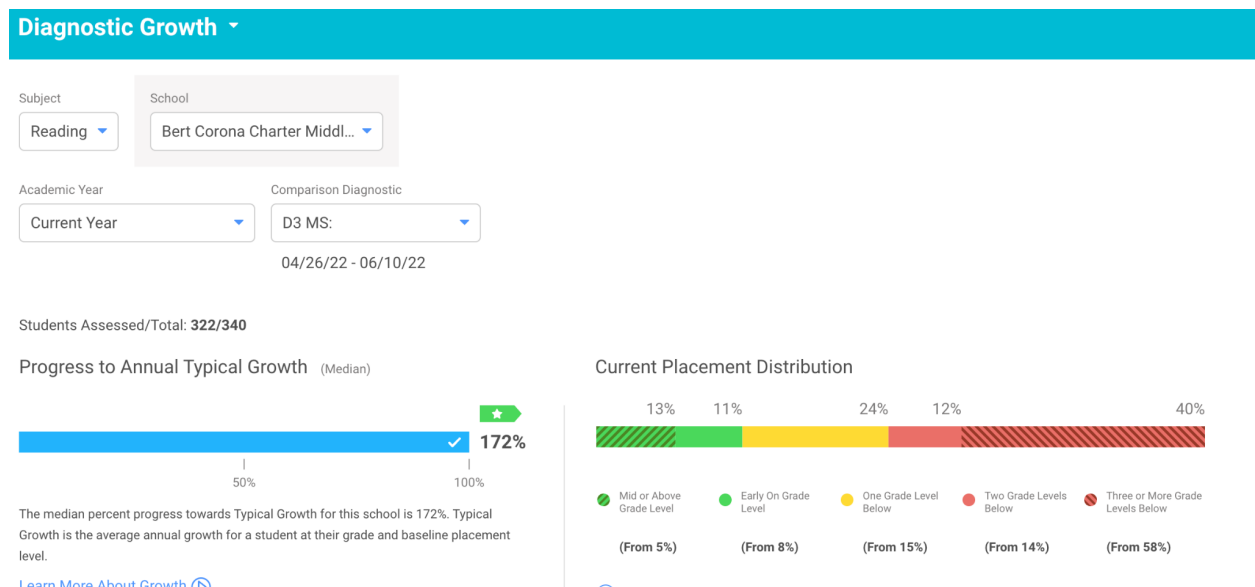 Diagnostic Growth
Subject
School
Reading
Bert Corona Charter Middl...
Academic Year
Comparison Diagnostic
Current Year
D3 MS:
04/26/22 - 06/10/22
Students Assessed/Total: 322/340
Progress to Annual Typical Growth (Median)
172%
50%
100%
The median percent progress towards Typical Growth for this school is 172%. Typical
Growth is the average annual growth for a student at their grade and baseline placement
level.
Learn More About Growth
Current Placement Distribution
13% 11% 24% 12% 40%
Mid or Above
Grade Level
(From 5%)
Early On Grade
Level
(From 8%)
One Grade Level
Below
(From 15%)
Two Grade Levels
Below
(From 14%)
Three or More Grade
Levels Below
(From 58%)